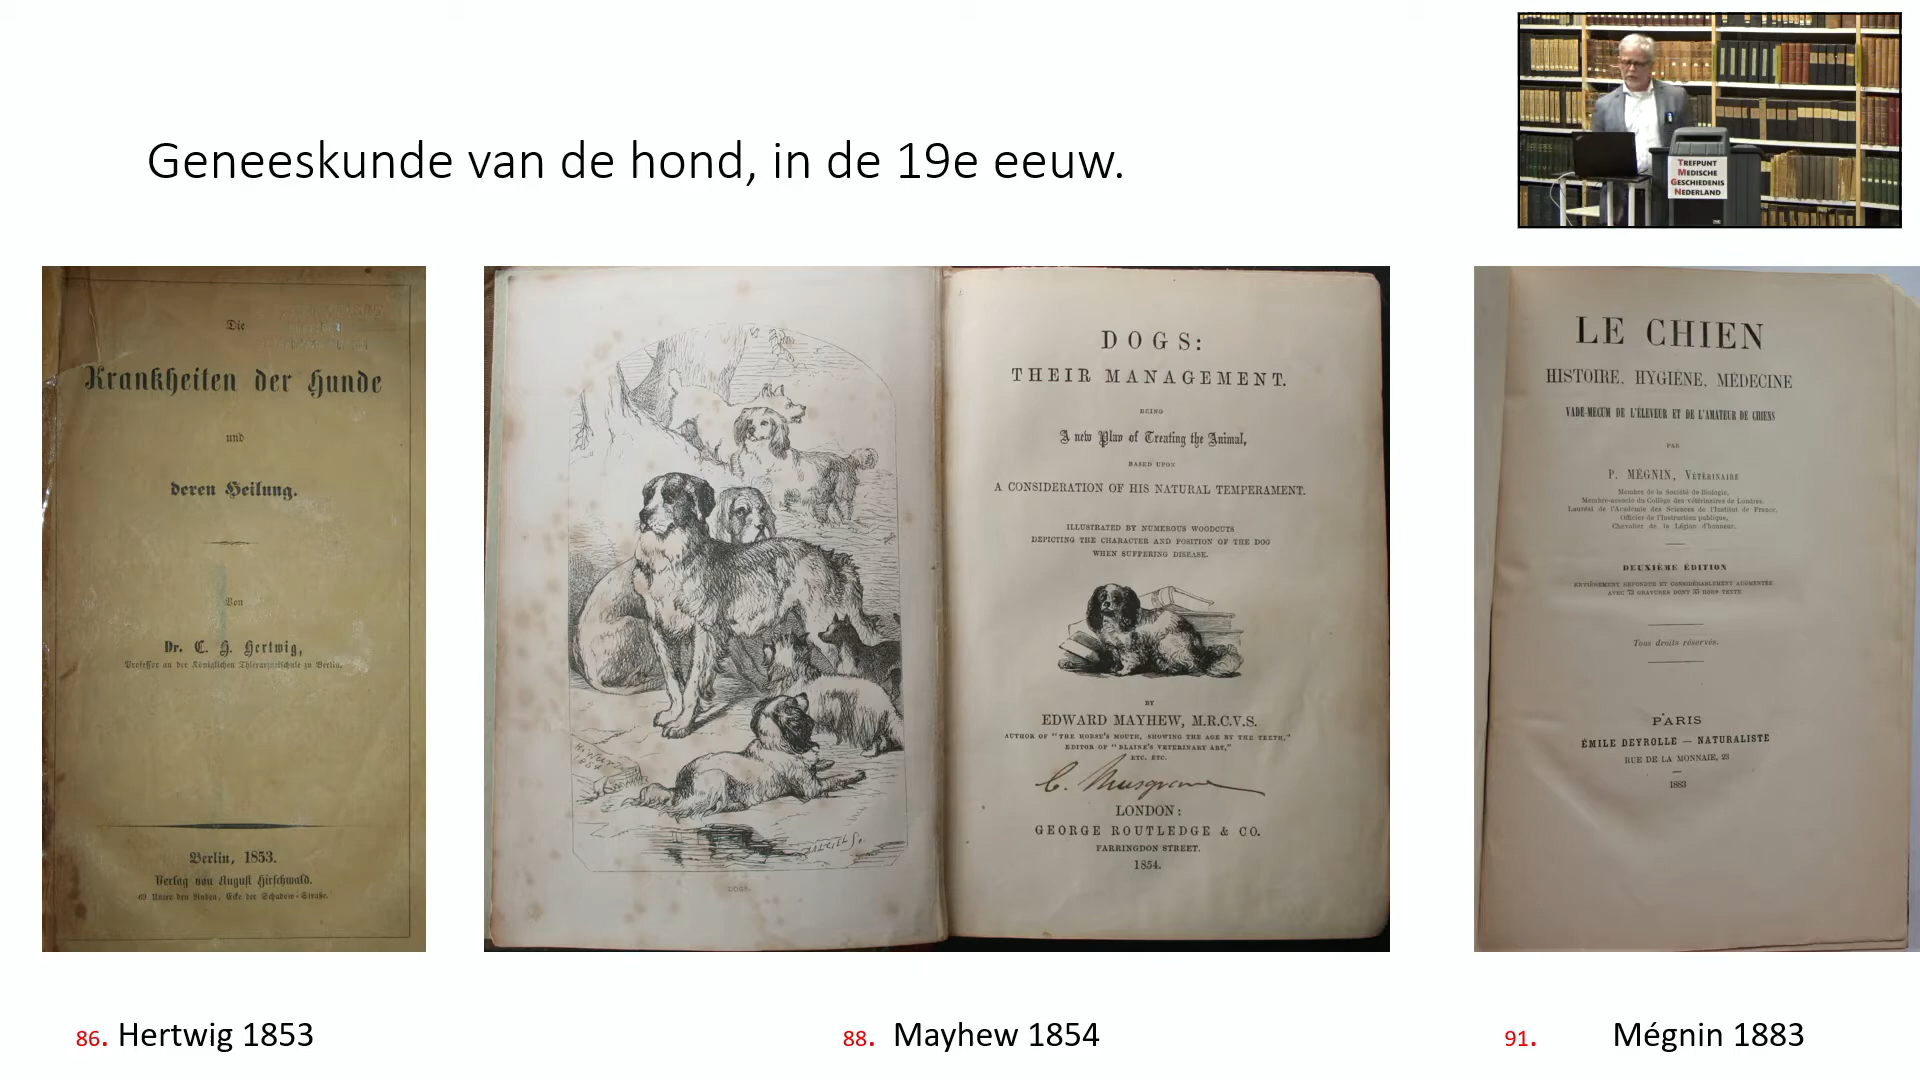 Geneeskunde van de hond, in de 19e eeuw.
TREFPUNT
MEDISCHE
GESCHIEDENIS
NEDERLAND
Die
Krankheiten der Hunde
und
deren Heilung.
Von
Dr. C. H. Hertwig,
Professor an der Königlichen Thierarzneischule zu Berlin.
Berlin, 1853.
Verlag von August Hirschwald.
69 Unter den Linden, Ecke der Schadow-Straße.
DOGS.
DOGS:
THEIR MANAGEMENT.
BEING
A new Plan of Treating the Animal,
BASED UPON
A CONSIDERATION OF HIS NATURAL TEMPERAMENT.
ILLUSTRATED BY NUMEROUS WOODCUTS
DEPICTING THE CHARACTER AND POSITION OF THE DOG
WHEN SUFFERING DISEASE.
BY
EDWARD MAYHEW, M.R.C.V.S.
AUTHOR OF "THE HORSE'S MOUTH, SHOWING THE AGE BY THE TEETH,"
EDITOR OF "BLAINE'S VETERINARY ART,"
ETC. ETC.
C. Musgrave
LONDON:
GEORGE ROUTLEDGE & CO.
FARRINGDON STREET.
1854.
LE CHIEN
HISTOIRE, HYGIÈNE, MÉDECINE
VADE-MECUM DE L'ÉLEVEUR ET DE L'AMATEUR DE CHIENS
PAR
P. MÉGNIN, VÉTÉRINAIRE
Membre de la Société de Biologie,
Membre-associé du Collège des vétérinaires de Londres,
Lauréat de l'Académie des Sciences de l'Institut de France,
Officier de l'Instruction publique,
Chevalier de la Légion d'honneur.
DEUXIÈME ÉDITION
ENTIÈREMENT REFONDUE ET CONSIDÉRABLEMENT AUGMENTÉE
AVEC 73 GRAVURES DONT 35 HORS TEXTE
Tous droits réservés.
PARIS
ÉMILE DEYROLLE — NATURALISTE
RUE DE LA MONNAIE, 23
1883
86. Hertwig 1853
88. Mayhew 1854
91. Mégnin 1883